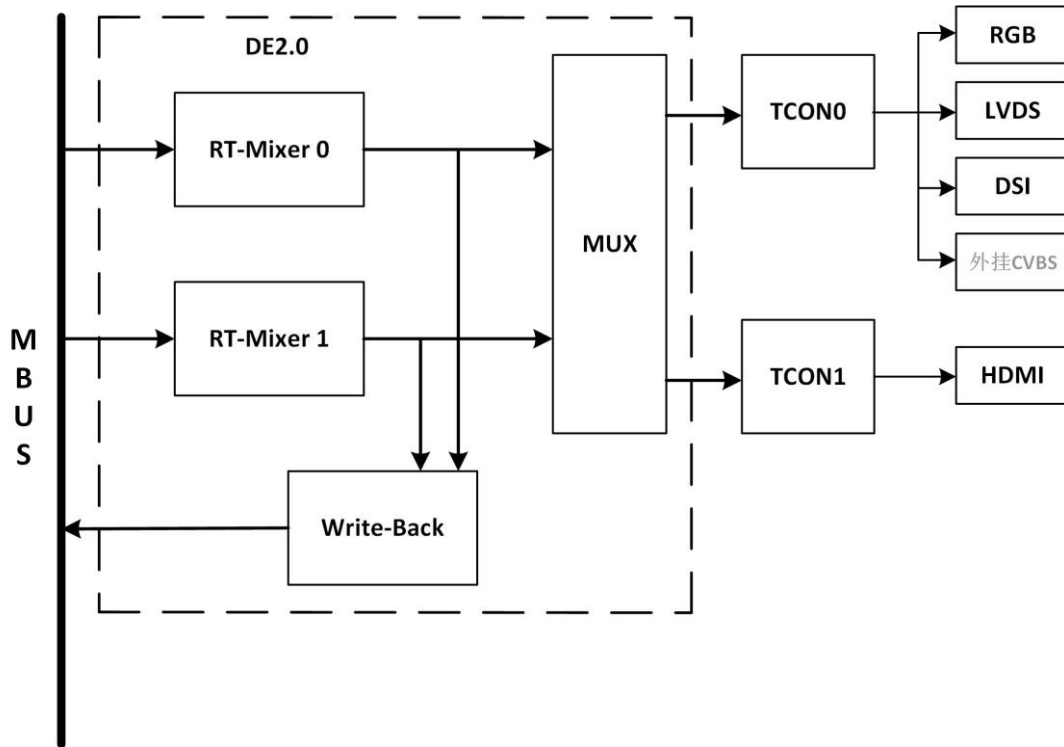 DE2.0
RGB
RT-Mixer 0
MUX
TCON0
LVDS
DSI
外挂CVBS
RT-Mixer 1
TCON1
HDMI
M
B
U
S
Write-Back